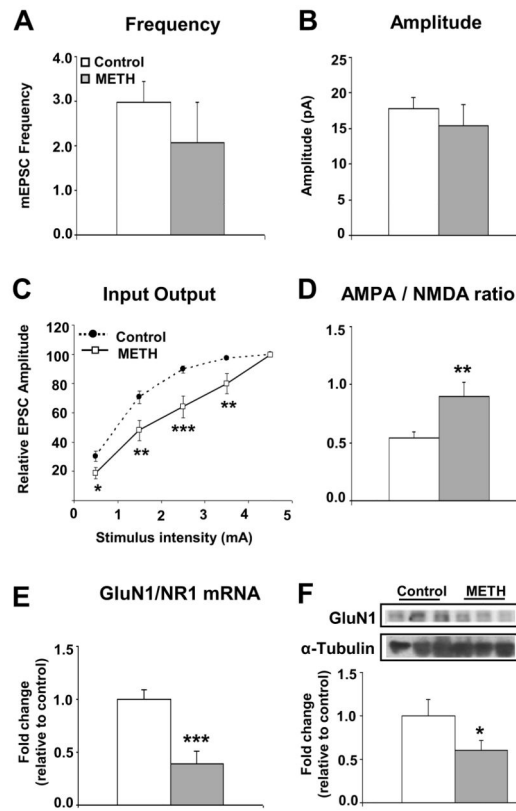 A
Frequency
Control
METH
mEPSC Frequency
4.0
3.0
2.0
1.0
0.0
B
Amplitude
Amplitude (pA)
25
20
15
10
5
0
C
Input Output
Control
METH
Relative EPSC Amplitude
120
100
80
60
40
20
*
**
***
**
0
1
2
3
4
5
Stimulus intensity (mA)
D
AMPA / NMDA ratio
1.5
1.0
0.5
0.0
**
E
GluN1/NR1 mRNA
Fold change
(relative to control)
1.5
1.0
0.5
0.0
***
F
Control METH
GluN1
α-Tubulin
Fold change
(relative to control)
1.5
1.0
0.5
0.0
*